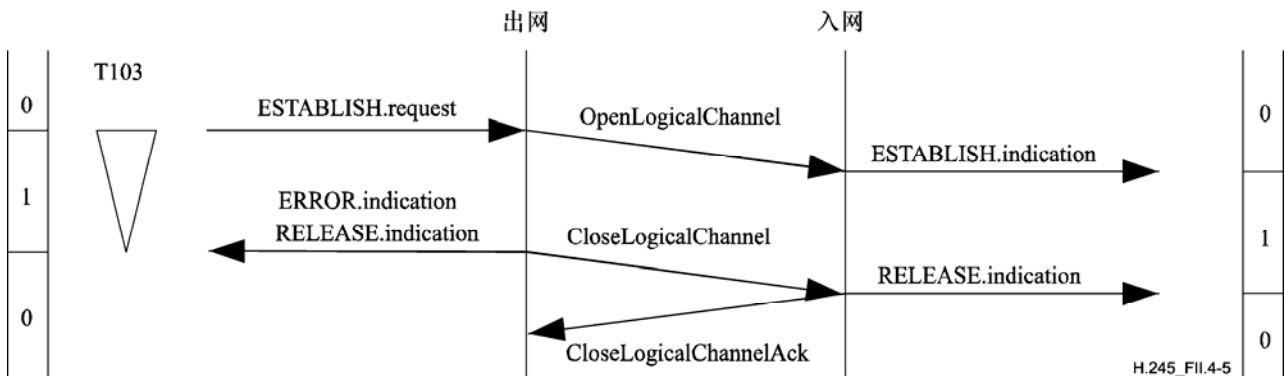 出网
入网
T103
0
ESTABLISH.request
OpenLogicalChannel
0
ESTABLISH.indication
1
ERROR.indication
RELEASE.indication
CloseLogicalChannel
1
RELEASE.indication
0
CloseLogicalChannelAck
0
H.245_FII.4-5